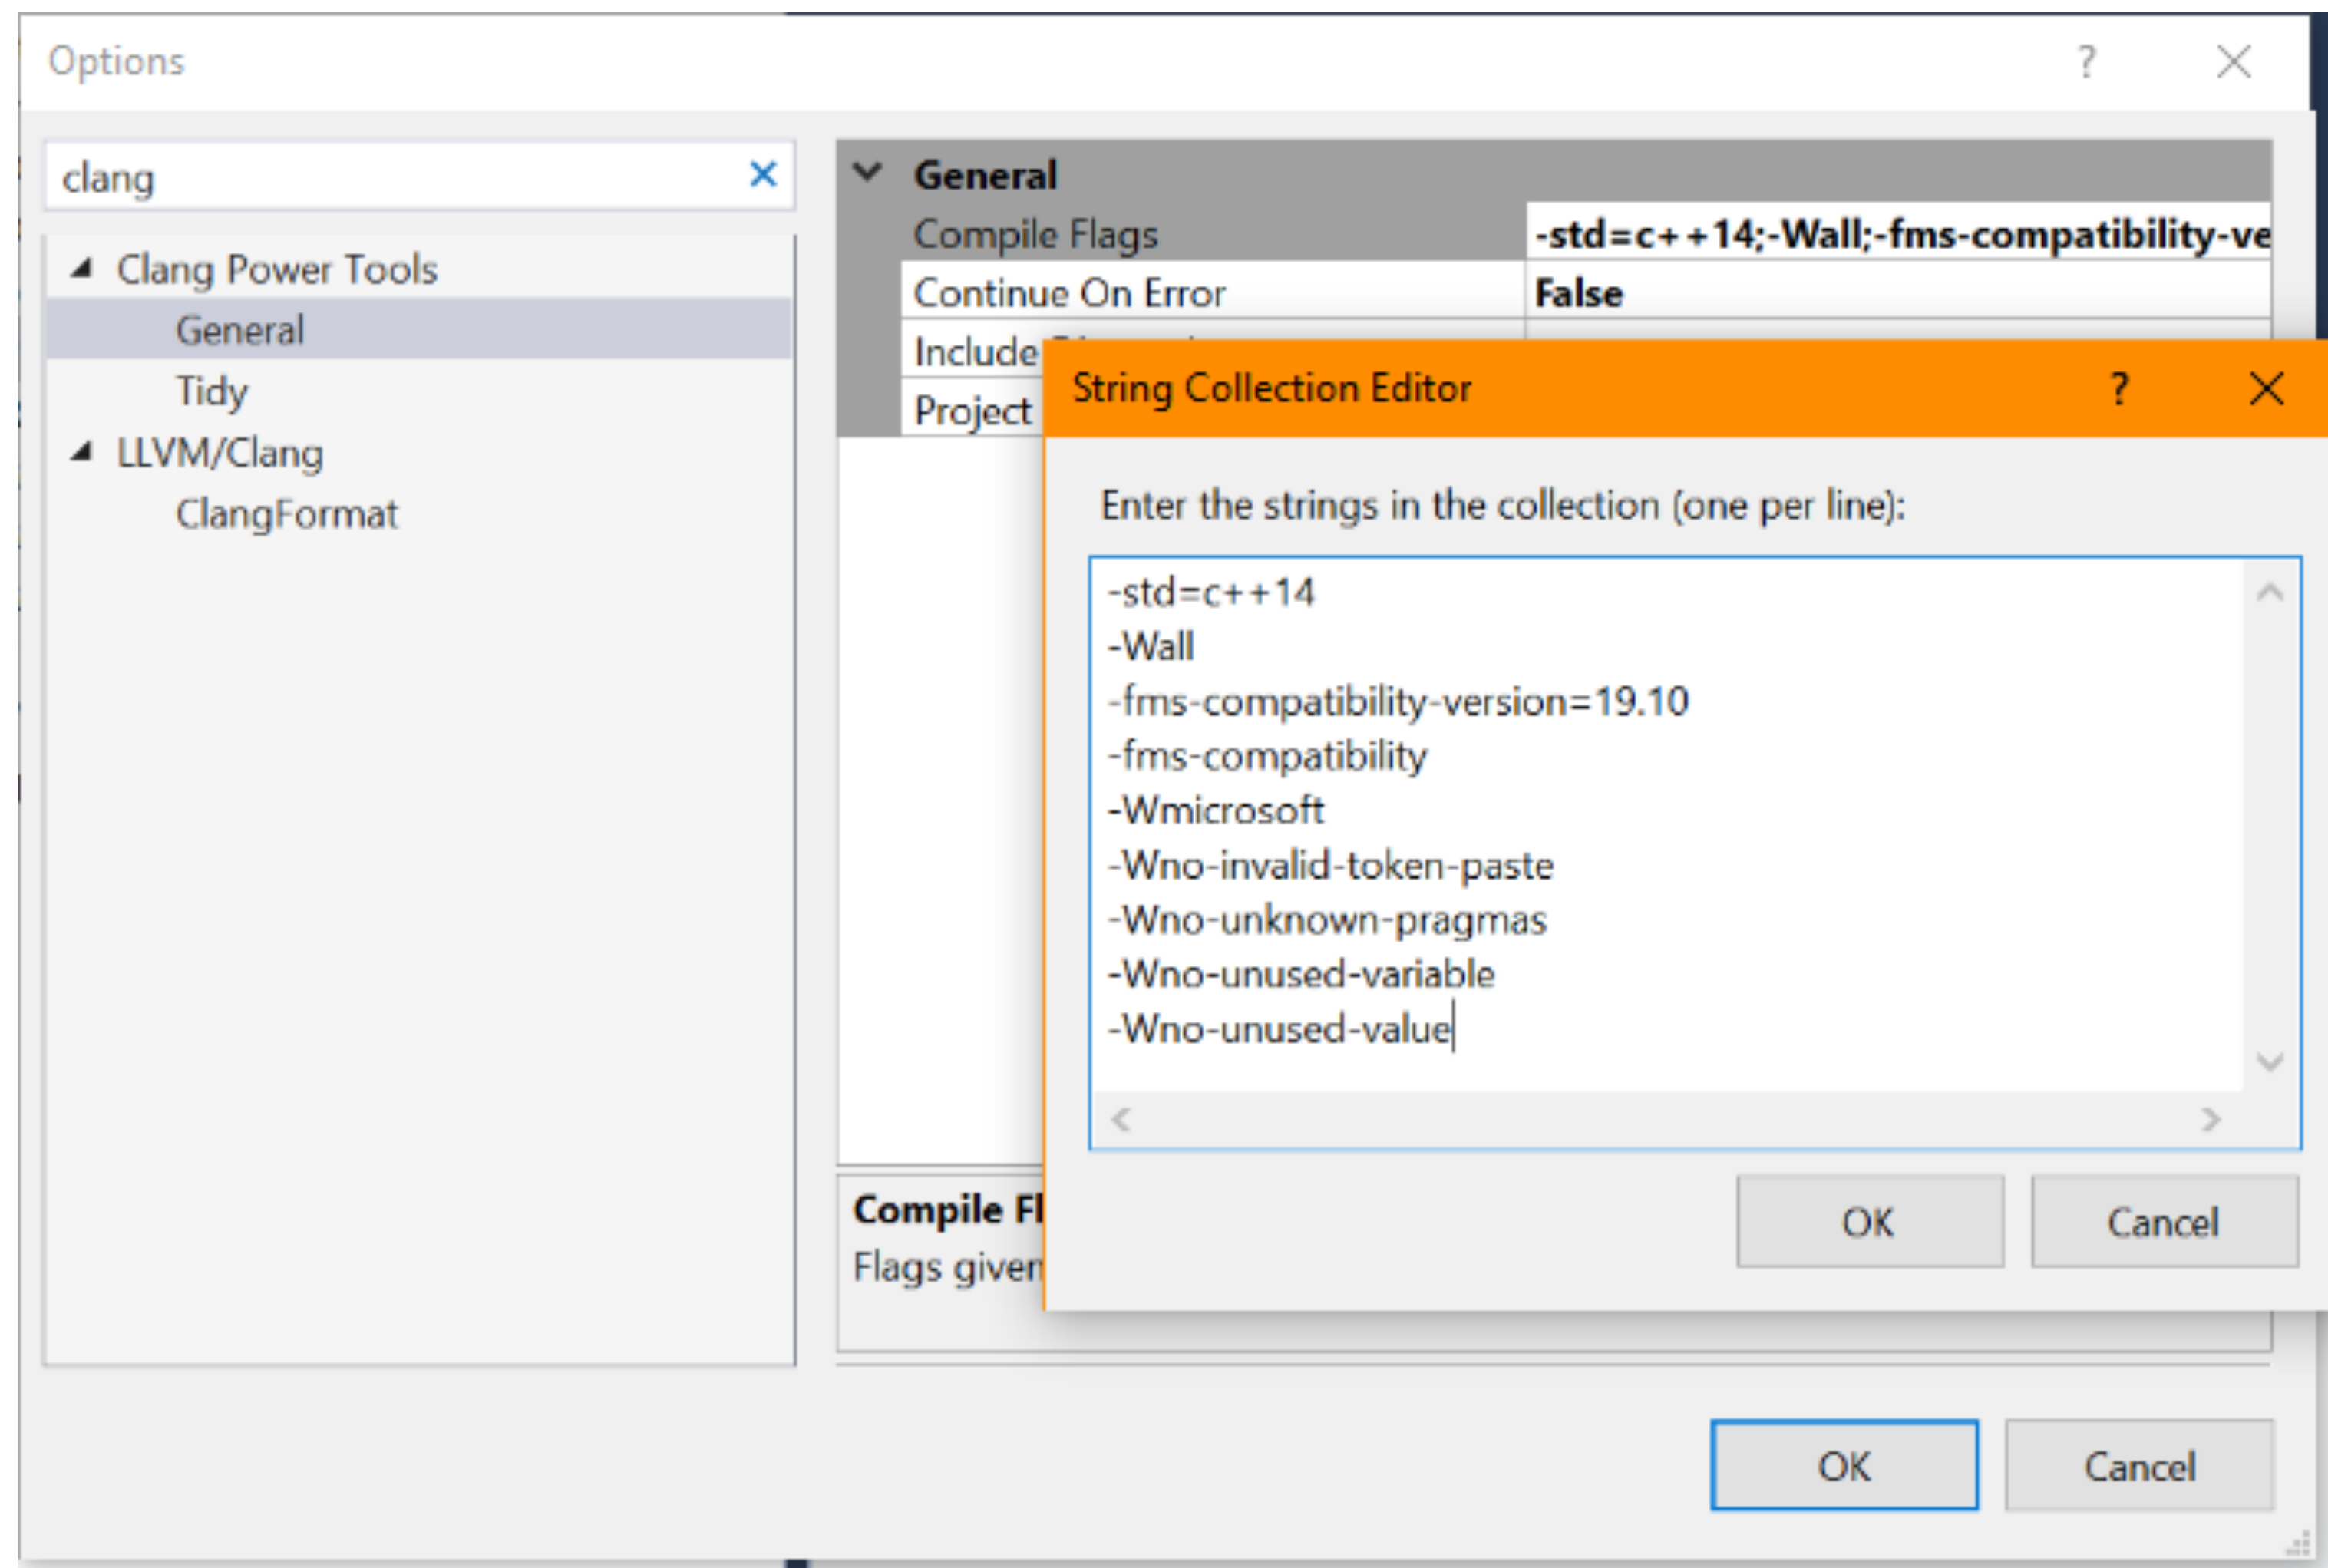 Options
?
clang
Clang Power Tools
General
Tidy
LLVM/Clang
ClangFormat
General
Compile Flags -std=c++14;-Wall;-fms-compatibility-ve
Continue On Error False
Include
Project
String Collection Editor ?
Enter the strings in the collection (one per line):
-std=c++14
-Wall
-fms-compatibility-version=19.10
-fms-compatibility
-Wmicrosoft
-Wno-invalid-token-paste
-Wno-unknown-pragmas
-Wno-unused-variable
-Wno-unused-value
OK Cancel
Compile Fl
Flags given
OK Cancel